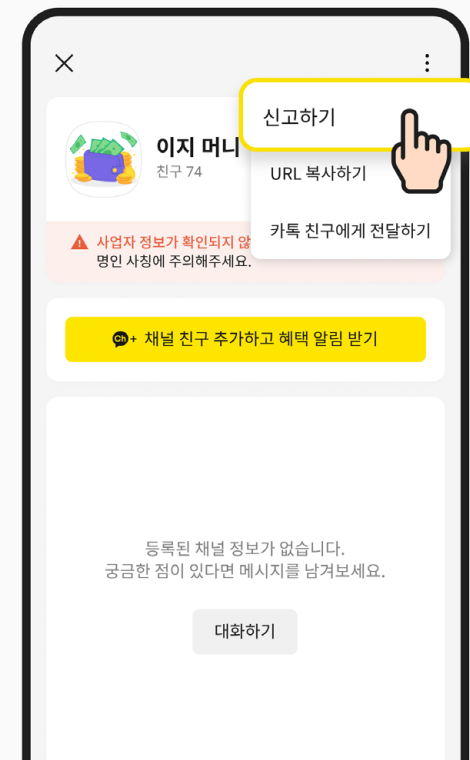 신고하기
이지 머니
친구 74
URL 복사하기
카톡 친구에게 전달하기
사업자 정보가 확인되지 않
명인 사칭에 주의해주세요.
Ch+ 채널 친구 추가하고 혜택 알림 받기
등록된 채널 정보가 없습니다.
궁금한 점이 있다면 메시지를 남겨보세요.
대화하기